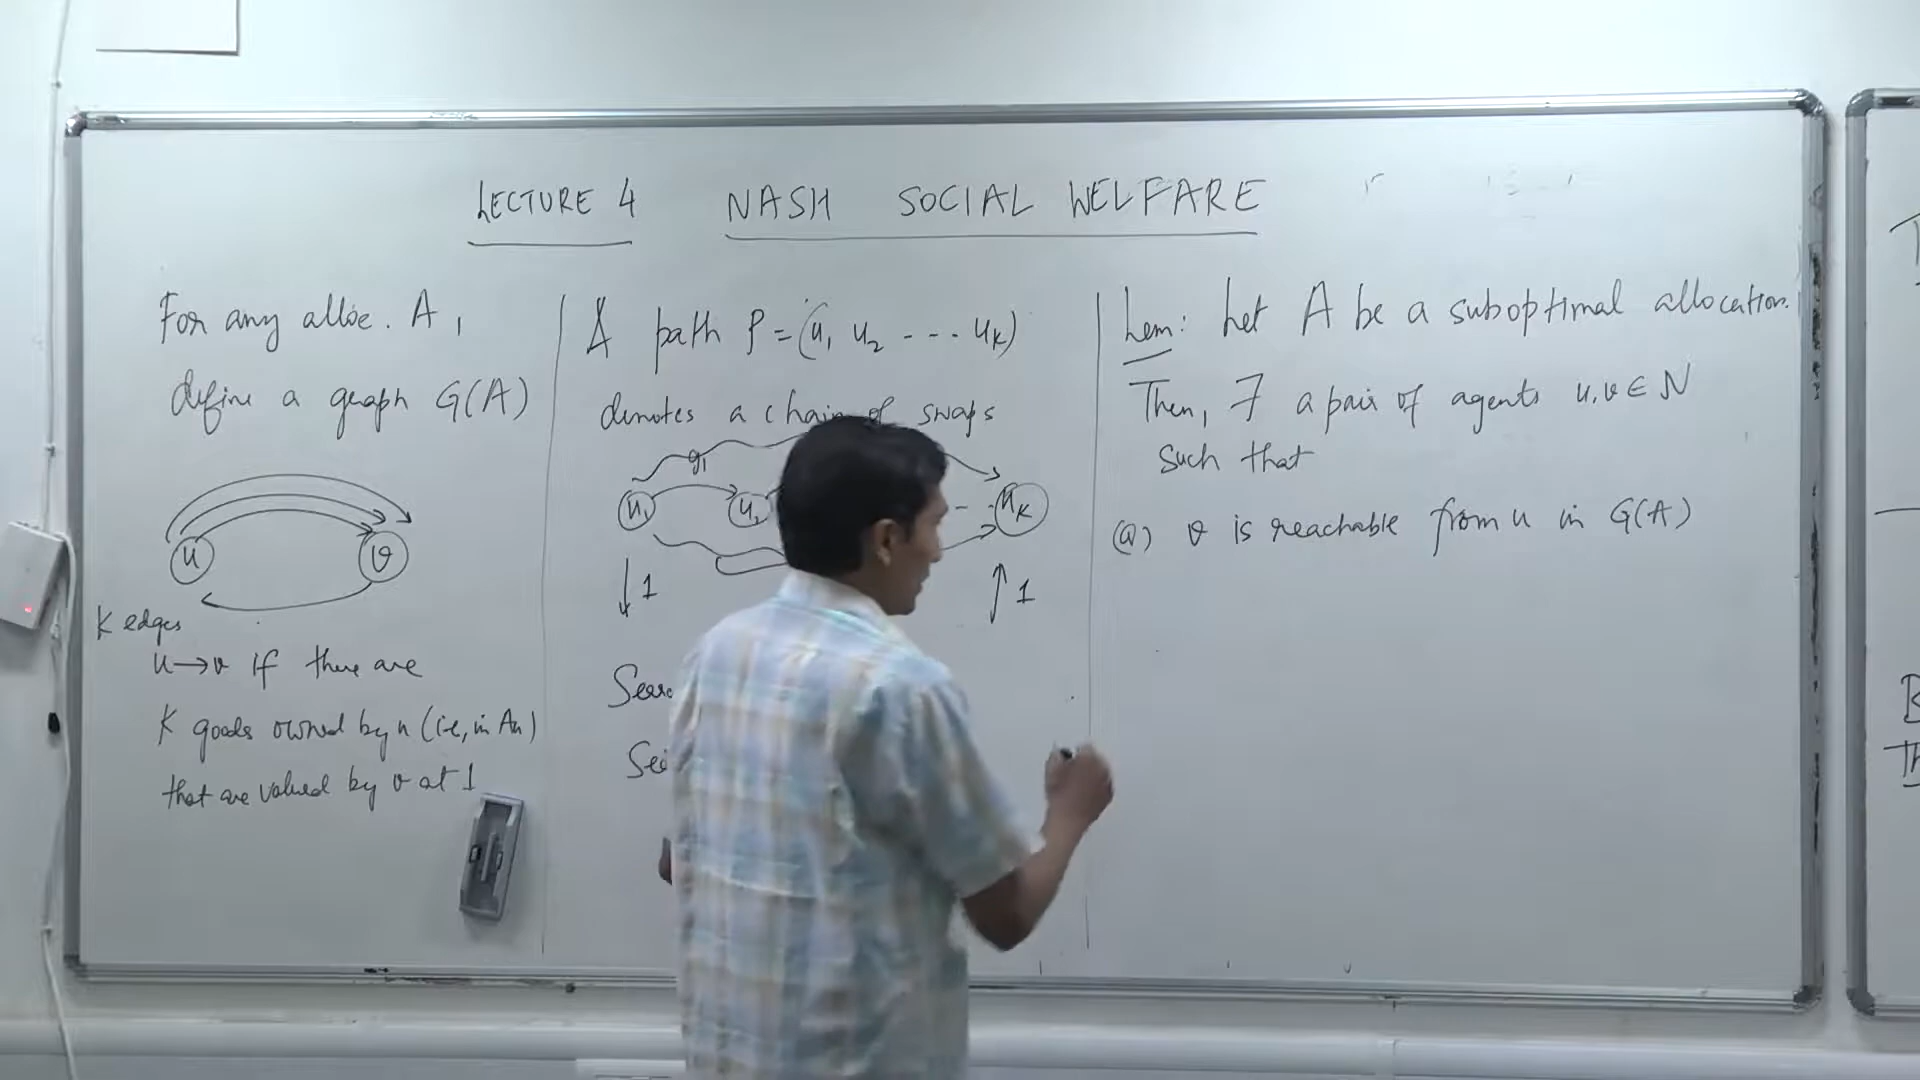 LECTURE 4 NASH SOCIAL WELFARE
For any alloc. A,
define a graph G(A)
u v
K edges
u→v if there are
K goods owned by u (i.e, in Au)
that are valued by v at 1
A path P = (u1 u2 --- uk)
denotes a chain of swaps
g1
u1 u2 - - uk
↓1 ↑1
Lem: Let A be a suboptimal allocation.
Then, ∃ a pair of agents u,v ∈ N
such that
(a) v is reachable from u in G(A)